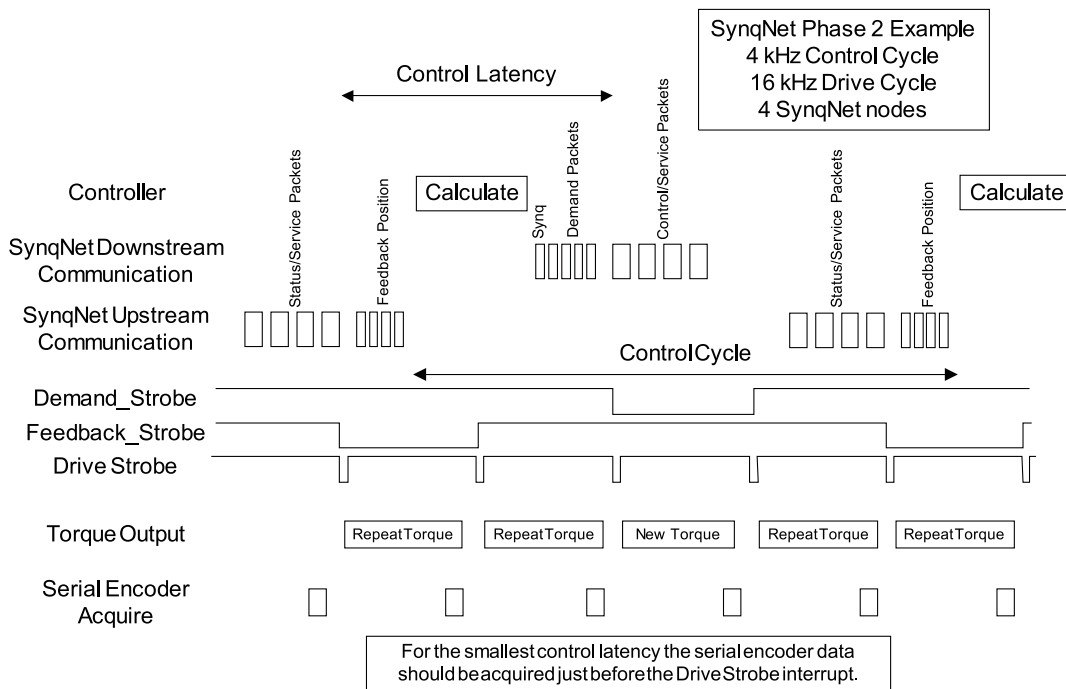 SynqNet Phase 2 Example
4 kHz Control Cycle
16 kHz Drive Cycle
4 SynqNet nodes
Control Latency
Controller
Status/Service Packets
Feedback Position
Calculate
Synq
Demand Packets
Control/Service Packets
Status/Service Packets
Feedback Position
Calculate
SynqNet Downstream
Communication
SynqNet Upstream
Communication
Control Cycle
Demand_Strobe
Feedback_Strobe
Drive Strobe
Torque Output
Repeat Torque
Repeat Torque
New Torque
Repeat Torque
Repeat Torque
Serial Encoder
Acquire
For the smallest control latency the serial encoder data
should be acquired just before the Drive Strobe interrupt.